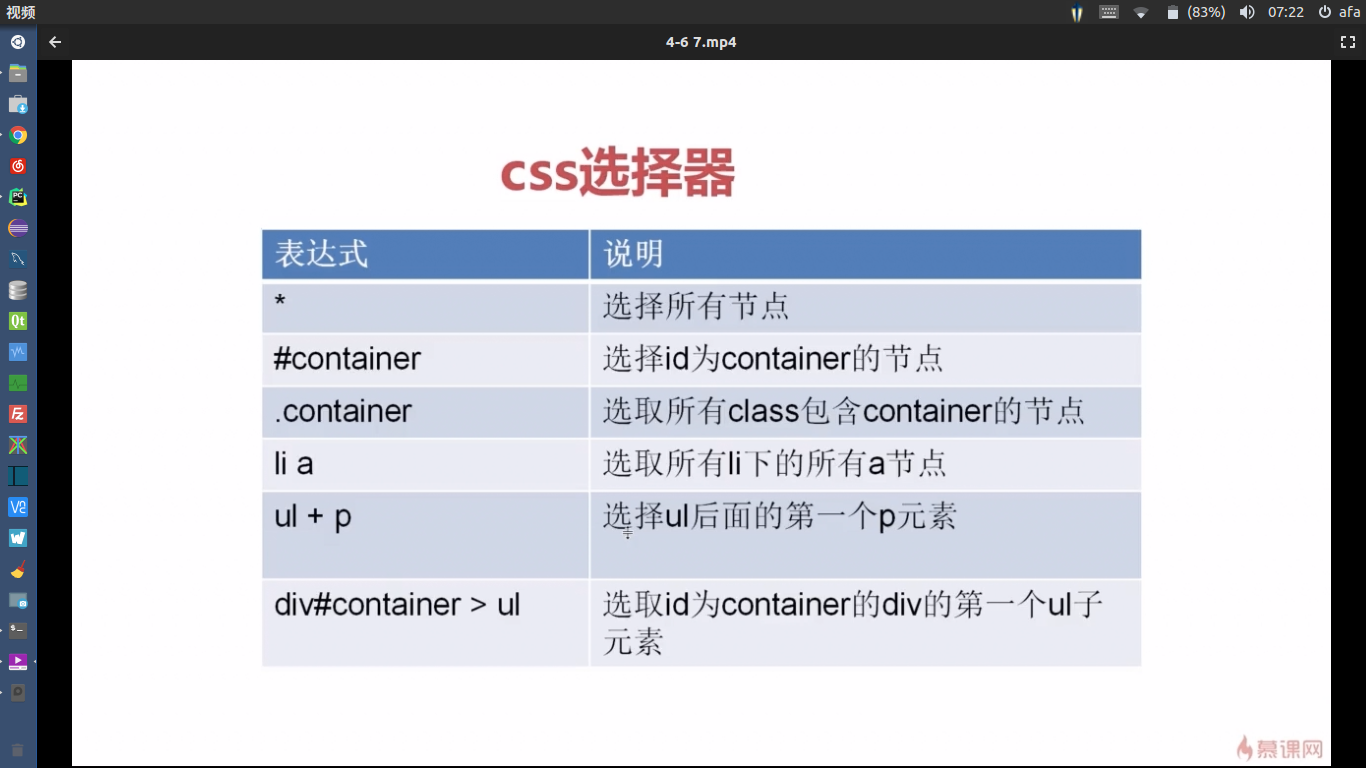 视频
(83%)
07:22
afa
4-6 7.mp4
css选择器
表达式 说明
* 选择所有节点
#container 选择id为container的节点
.container 选取所有class包含container的节点
li a 选取所有li下的所有a节点
ul + p 选择ul后面的第一个p元素
div#container > ul 选取id为container的div的第一个ul子
元素
PC
Qt
Fz
V2
W
慕课网